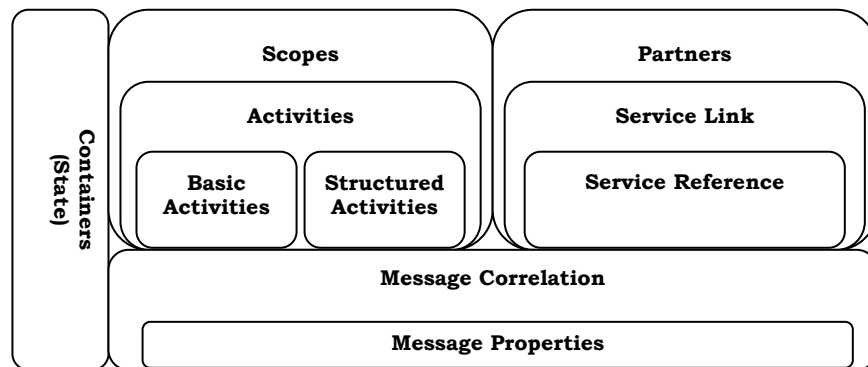 Containers
(State)
Scopes
Partners
Activities
Service Link
Basic
Activities
Structured
Activities
Service Reference
Message Correlation
Message Properties